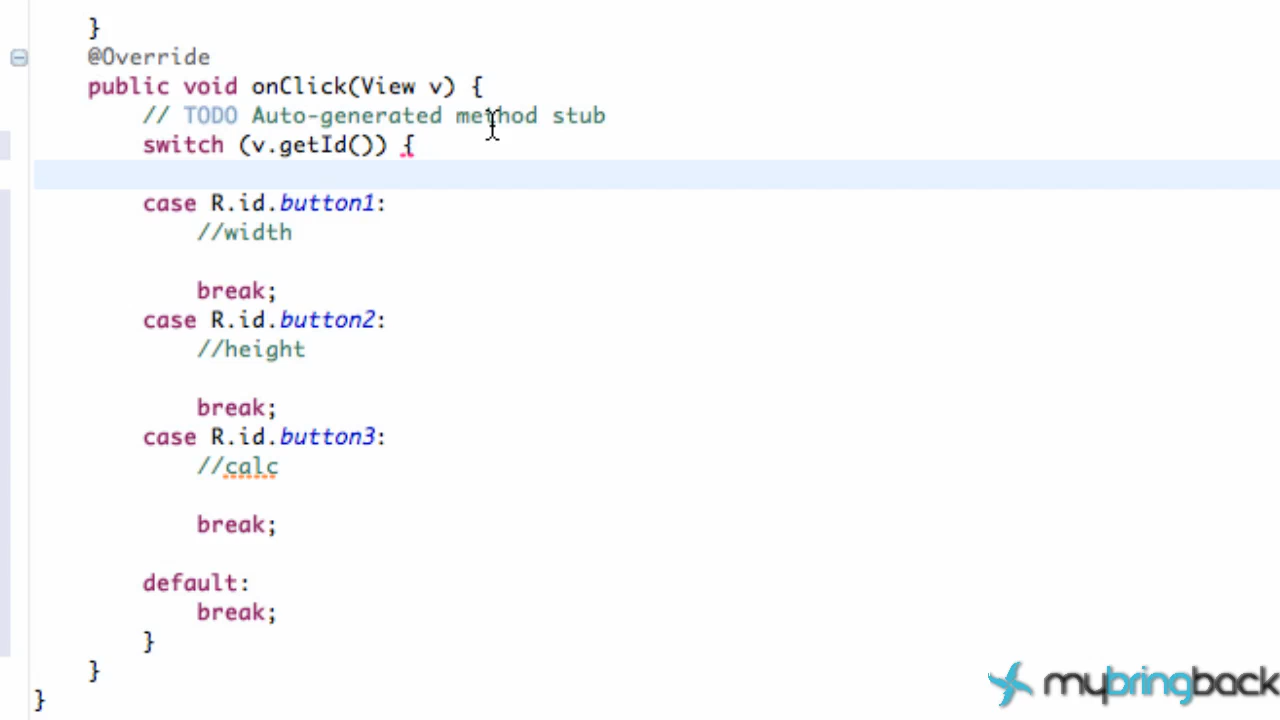 }
@Override
public void onClick(View v) {
// TODO Auto-generated method stub
switch (v.getId()) {
case R.id.button1:
//width
break;
case R.id.button2:
//height
break;
case R.id.button3:
//calc
break;
default:
break;
}
}
}
mybringback